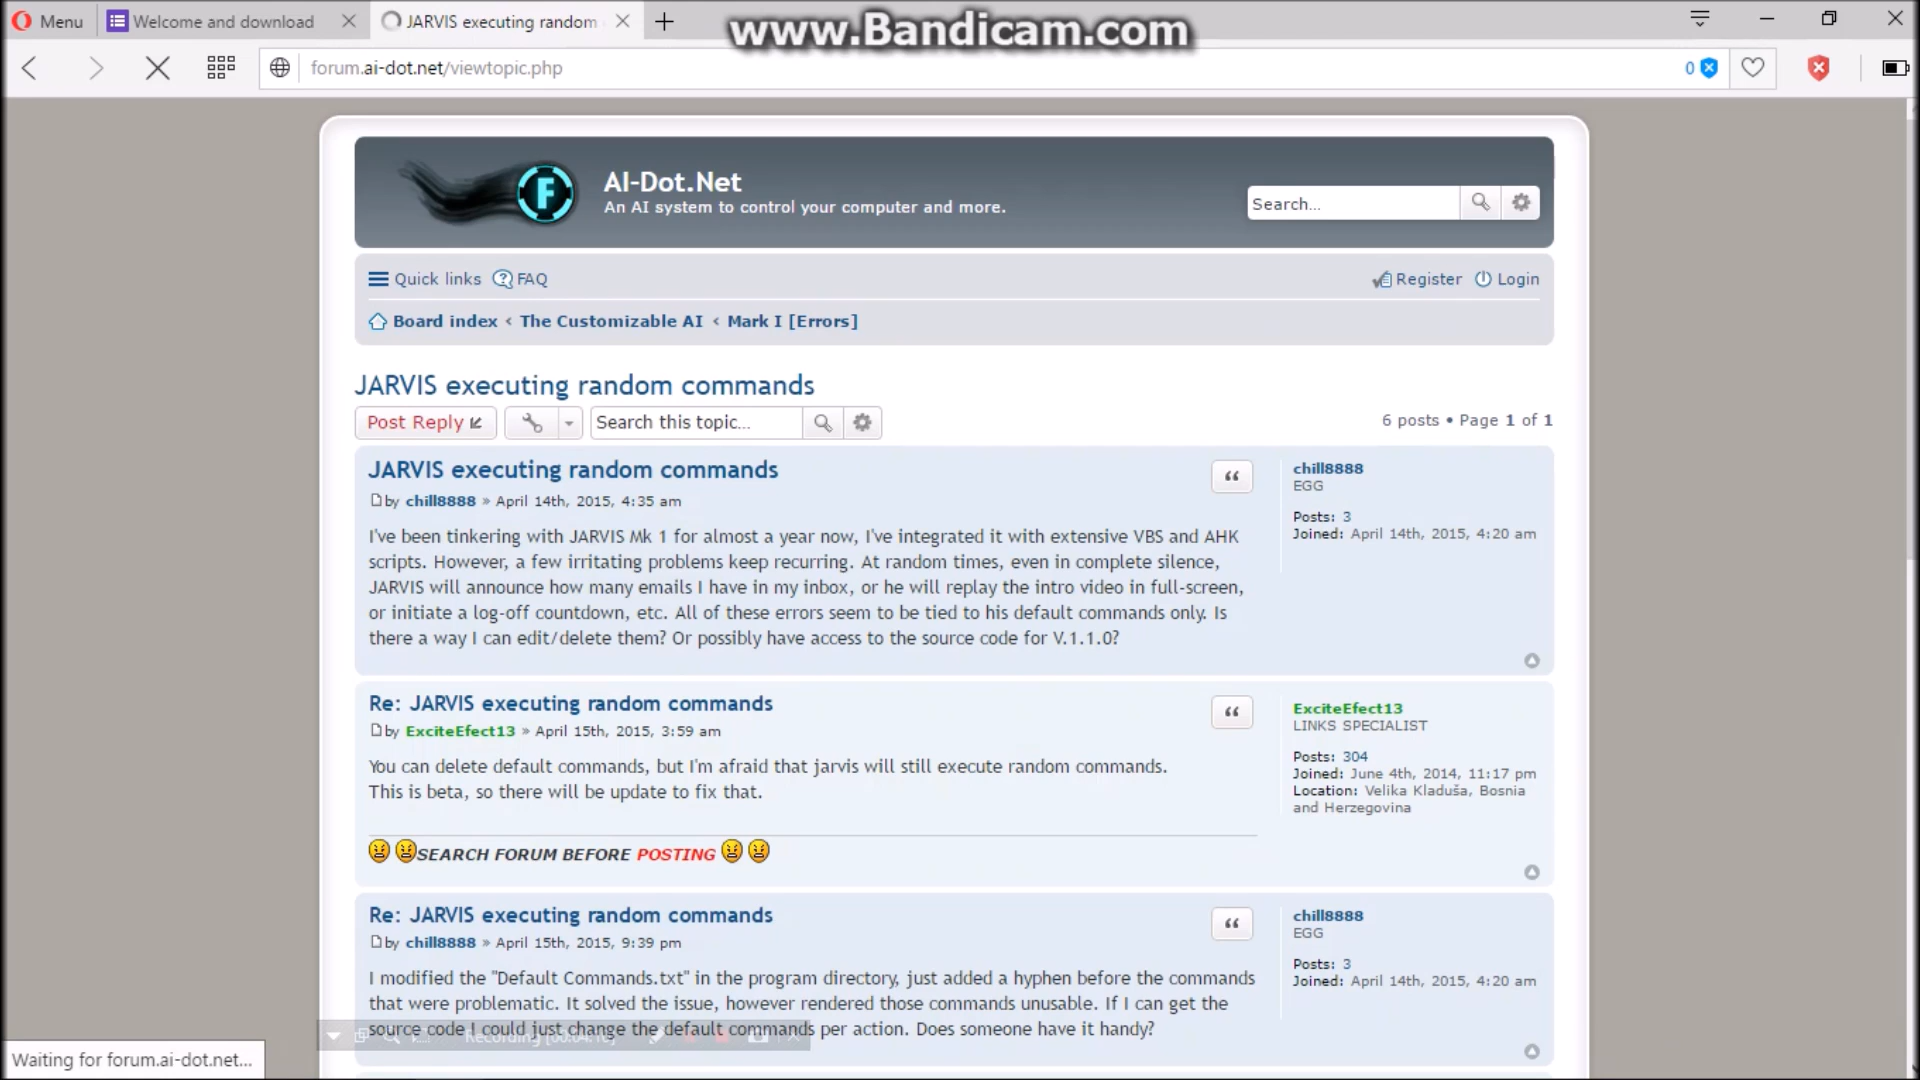 Menu
Welcome and download
JARVIS executing random
www.Bandicam.com
forum.ai-dot.net/viewtopic.php
0
F
AI-Dot.Net
An AI system to control your computer and more.
Search...
Quick links
FAQ
Register
Login
Board index ‹ The Customizable AI ‹ Mark I [Errors]
JARVIS executing random commands
Post Reply
Search this topic...
6 posts • Page 1 of 1
JARVIS executing random commands
by chill8888 » April 14th, 2015, 4:35 am
I've been tinkering with JARVIS Mk 1 for almost a year now, I've integrated it with extensive VBS and AHK
scripts. However, a few irritating problems keep recurring. At random times, even in complete silence,
JARVIS will announce how many emails I have in my inbox, or he will replay the intro video in full-screen,
or initiate a log-off countdown, etc. All of these errors seem to be tied to his default commands only. Is
there a way I can edit/delete them? Or possibly have access to the source code for V.1.1.0?
chill8888
EGG
Posts: 3
Joined: April 14th, 2015, 4:20 am
Re: JARVIS executing random commands
by ExciteEfect13 » April 15th, 2015, 3:59 am
You can delete default commands, but I'm afraid that jarvis will still execute random commands.
This is beta, so there will be update to fix that.
SEARCH FORUM BEFORE POSTING
ExciteEfect13
LINKS SPECIALIST
Posts: 304
Joined: June 4th, 2014, 11:17 pm
Location: Velika Kladuša, Bosnia
and Herzegovina
Re: JARVIS executing random commands
by chill8888 » April 15th, 2015, 9:39 pm
I modified the "Default Commands.txt" in the program directory, just added a hyphen before the commands
that were problematic. It solved the issue, however rendered those commands unusable. If I can get the
source code I could just change the default commands per action. Does someone have it handy?
chill8888
EGG
Posts: 3
Joined: April 14th, 2015, 4:20 am
Recording
Waiting for forum.ai-dot.net...